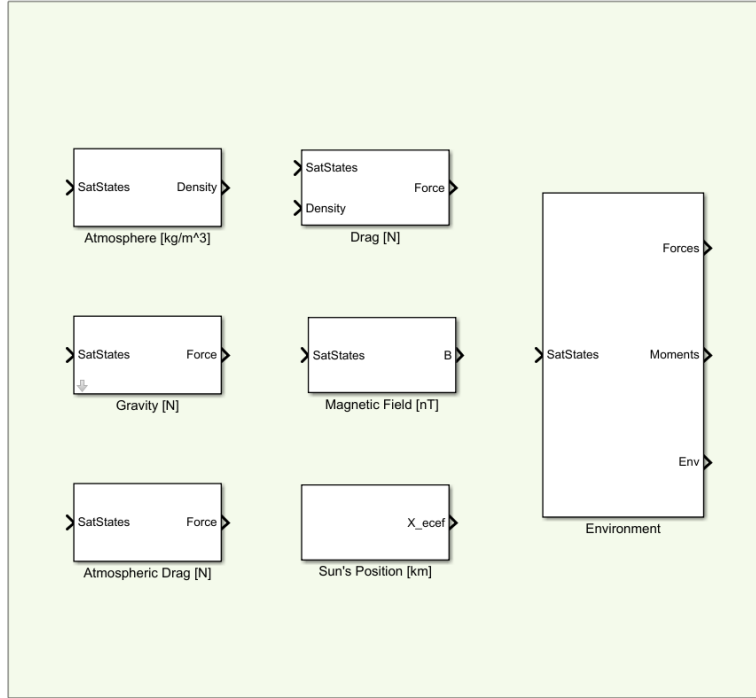 SatStates Density
Atmosphere [kg/m^3]
SatStates
Force
Density
Drag [N]
SatStates Force
Gravity [N]
SatStates B
Magnetic Field [nT]
SatStates Force
Atmospheric Drag [N]
X_ecef
Sun's Position [km]
Forces
SatStates Moments
Env
Environment